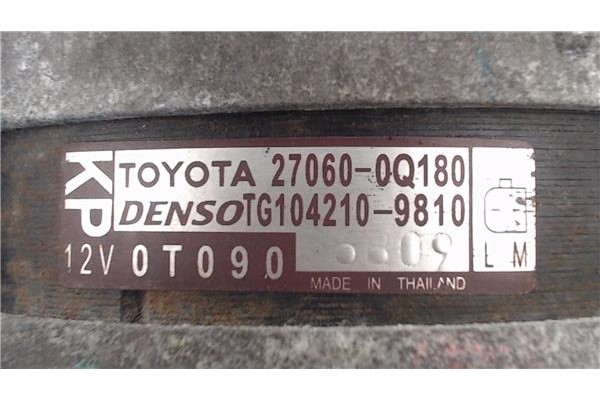 KP
TOYOTA 27060-0Q180
DENSO TG104210-9810
12V 0T090
L M
MADE IN THAILAND